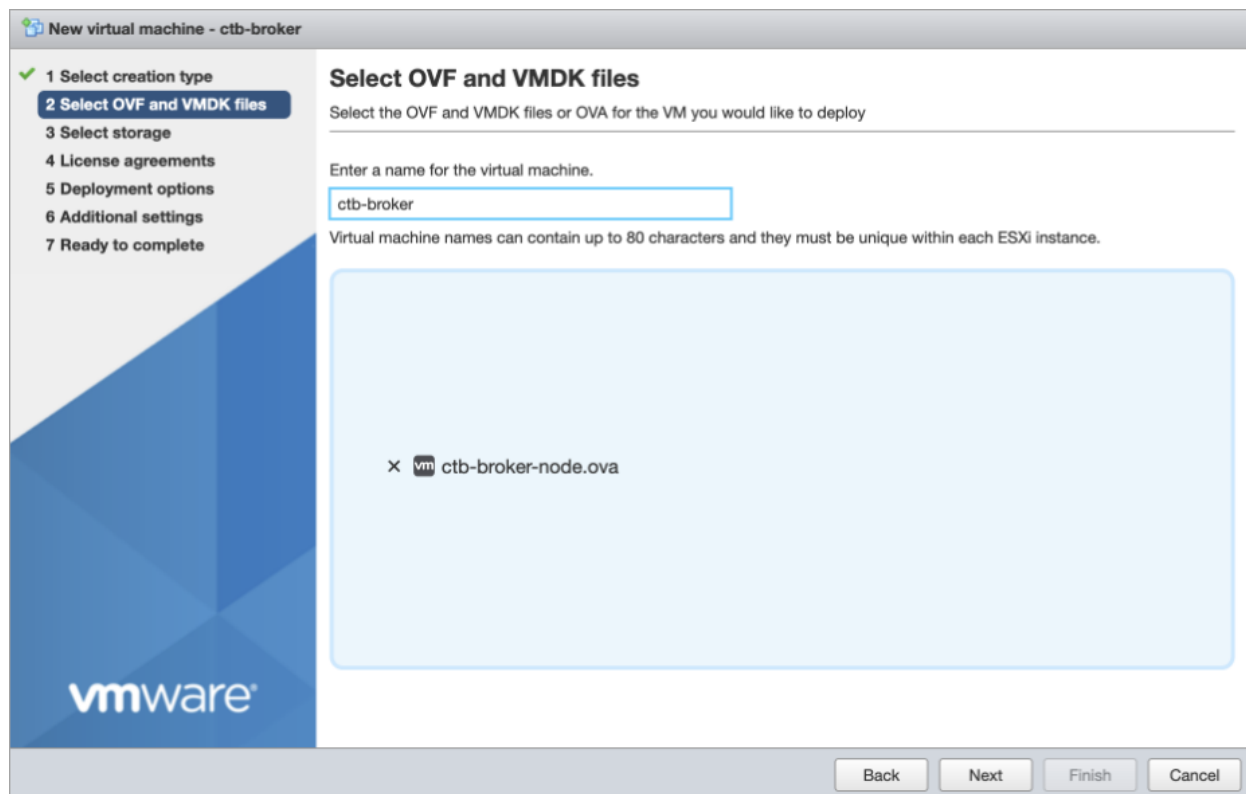 New virtual machine - ctb-broker
1 Select creation type
2 Select OVF and VMDK files
3 Select storage
4 License agreements
5 Deployment options
6 Additional settings
7 Ready to complete
vmware®
Select OVF and VMDK files
Select the OVF and VMDK files or OVA for the VM you would like to deploy
Enter a name for the virtual machine.
ctb-broker
Virtual machine names can contain up to 80 characters and they must be unique within each ESXi instance.
vm ctb-broker-node.ova
Back Next Finish Cancel